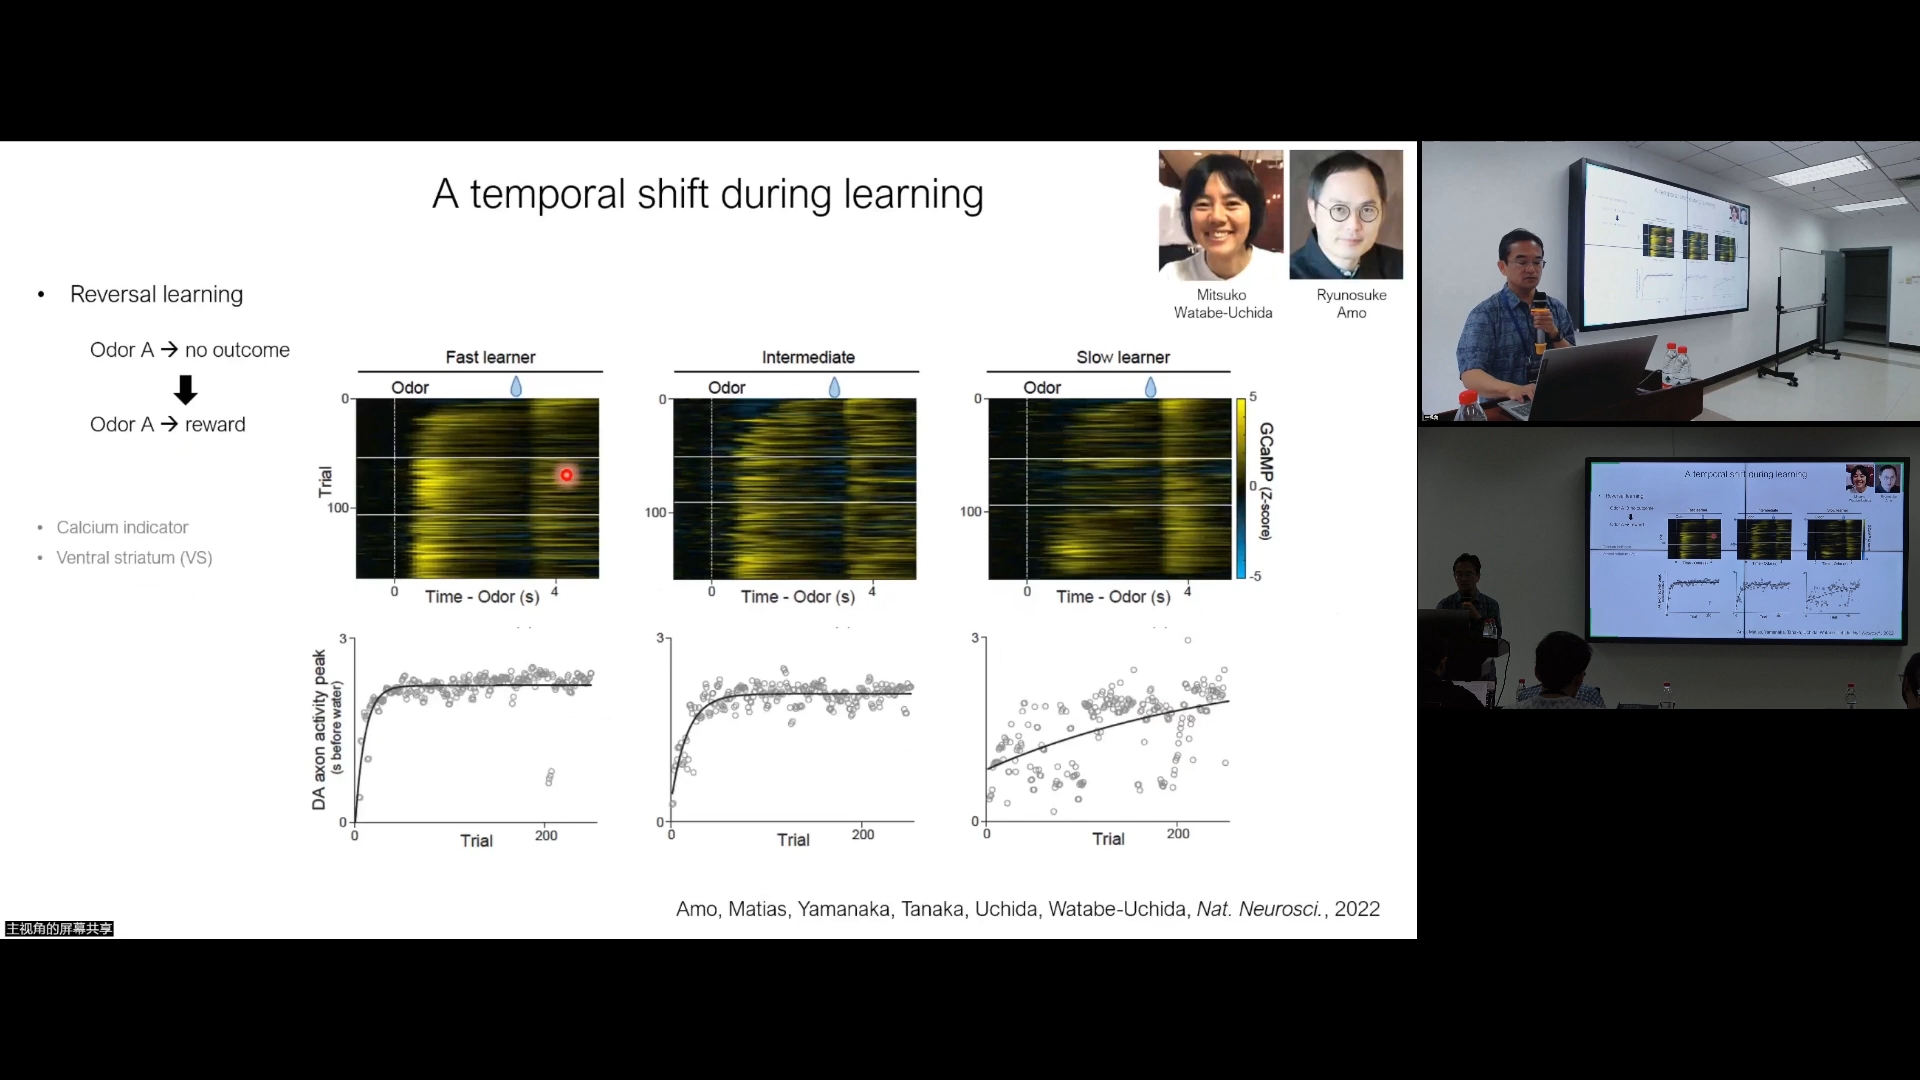 A temporal shift during learning
Mitsuko
Watabe-Uchida
Ryunosuke
Amo
• Reversal learning
Odor A → no outcome
Odor A → reward
• Calcium indicator
• Ventral striatum (VS)
Fast learner
Intermediate
Slow learner
Odor
Odor
Odor
0
100
Trial
0
100
0
100
5
0
-5
GCaMP (Z-score)
0
Time - Odor (s)
4
0
Time - Odor (s)
4
0
Time - Odor (s)
4
DA axon activity peak
(s before water)
3
0
3
0
3
0
0
Trial
200
0
Trial
200
0
Trial
200
Amo, Matias, Yamanaka, Tanaka, Uchida, Watabe-Uchida, Nat. Neurosci., 2022
主视角的屏幕共享
A temporal shift during learning